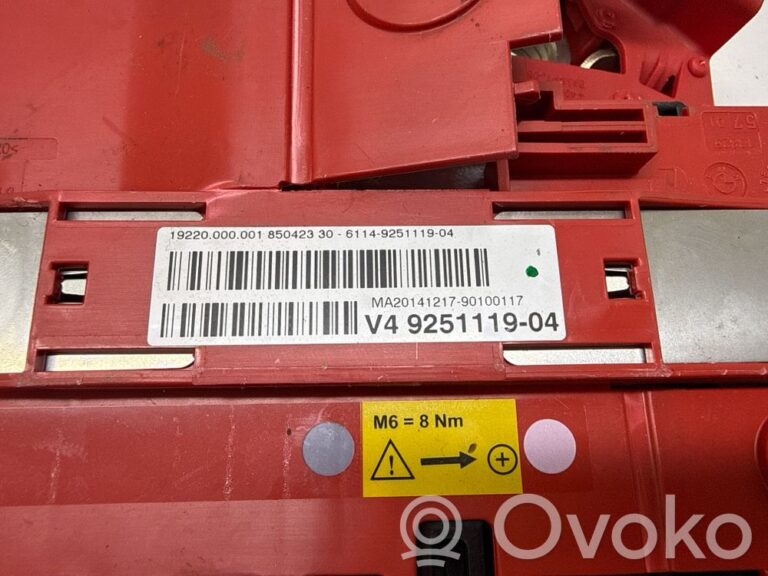 19220.000.001 850423 30 - 6114-9251119-04
MA20141217-90100117
V4 9251119-04
M6 = 8 Nm
Ovoko